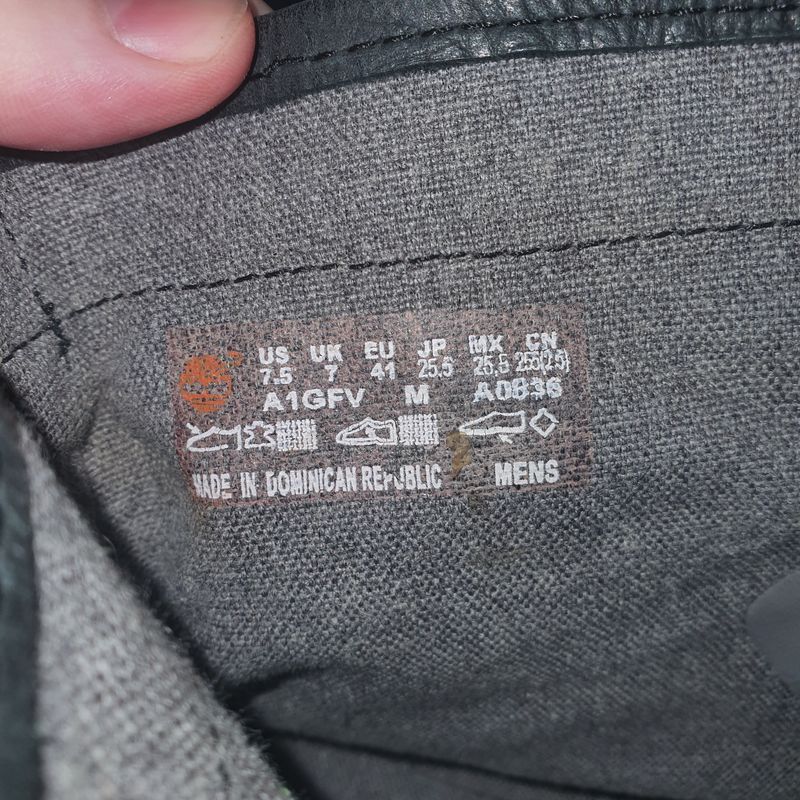 US UK EU JP MX CN
7.5 7 41 25.5 25.5 255(2.5)
A1GFV M A0836
MADE IN DOMINICAN REPUBLIC MENS